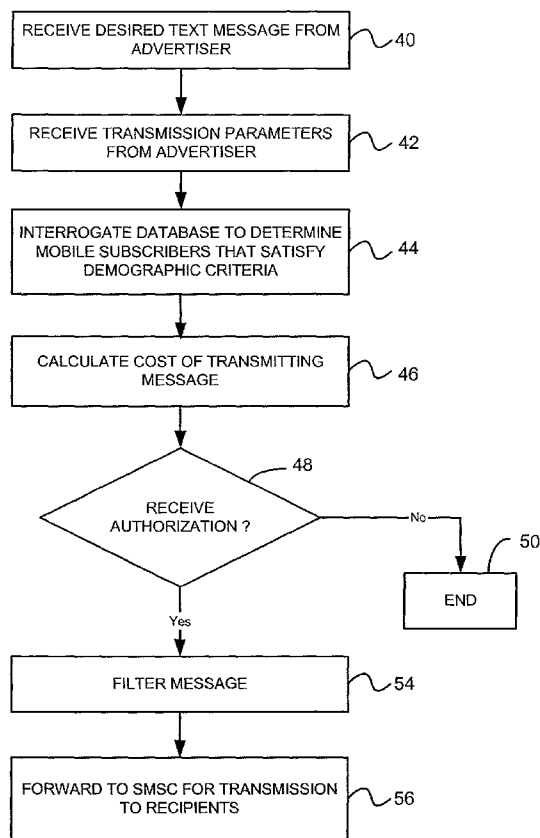 RECEIVE DESIRED TEXT MESSAGE FROM
ADVERTISER
40
RECEIVE TRANSMISSION PARAMETERS
FROM ADVERTISER
42
INTERROGATE DATABASE TO DETERMINE
MOBILE SUBSCRIBERS THAT SATISFY
DEMOGRAPHIC CRITERIA
44
CALCULATE COST OF TRANSMITTING
MESSAGE
46
48
RECEIVE
AUTHORIZATION ?
No
50
END
Yes
FILTER MESSAGE
54
FORWARD TO SMSC FOR TRANSMISSION
TO RECIPIENTS
56